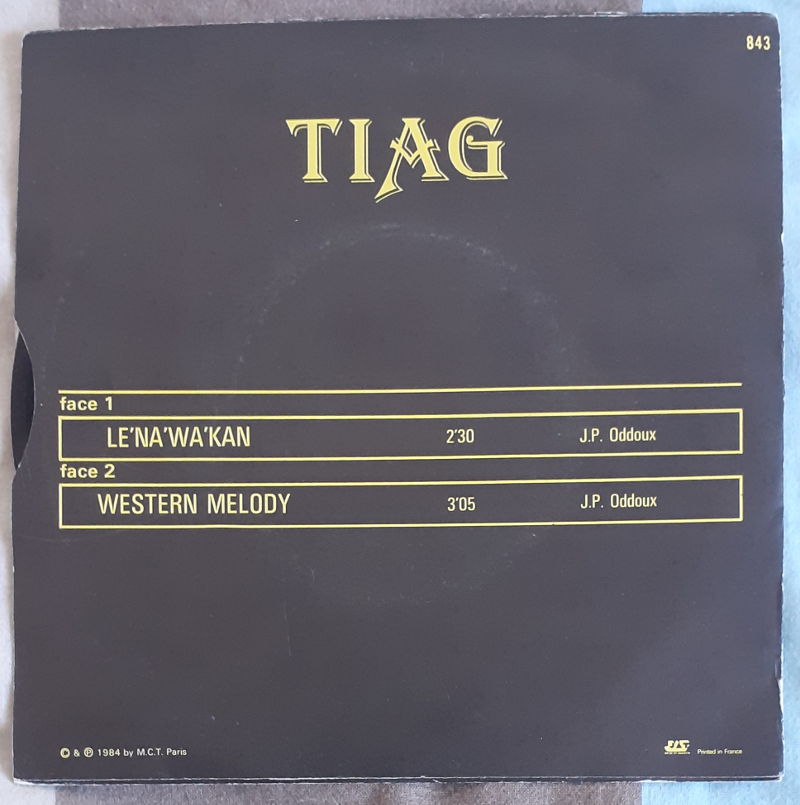 843
TIAG
face 1
LE'NA'WA'KAN 2'30 J.P. Oddoux
face 2
WESTERN MELODY 3'05 J.P. Oddoux
© & ℗ 1984 by M.C.T. Paris
Printed in France